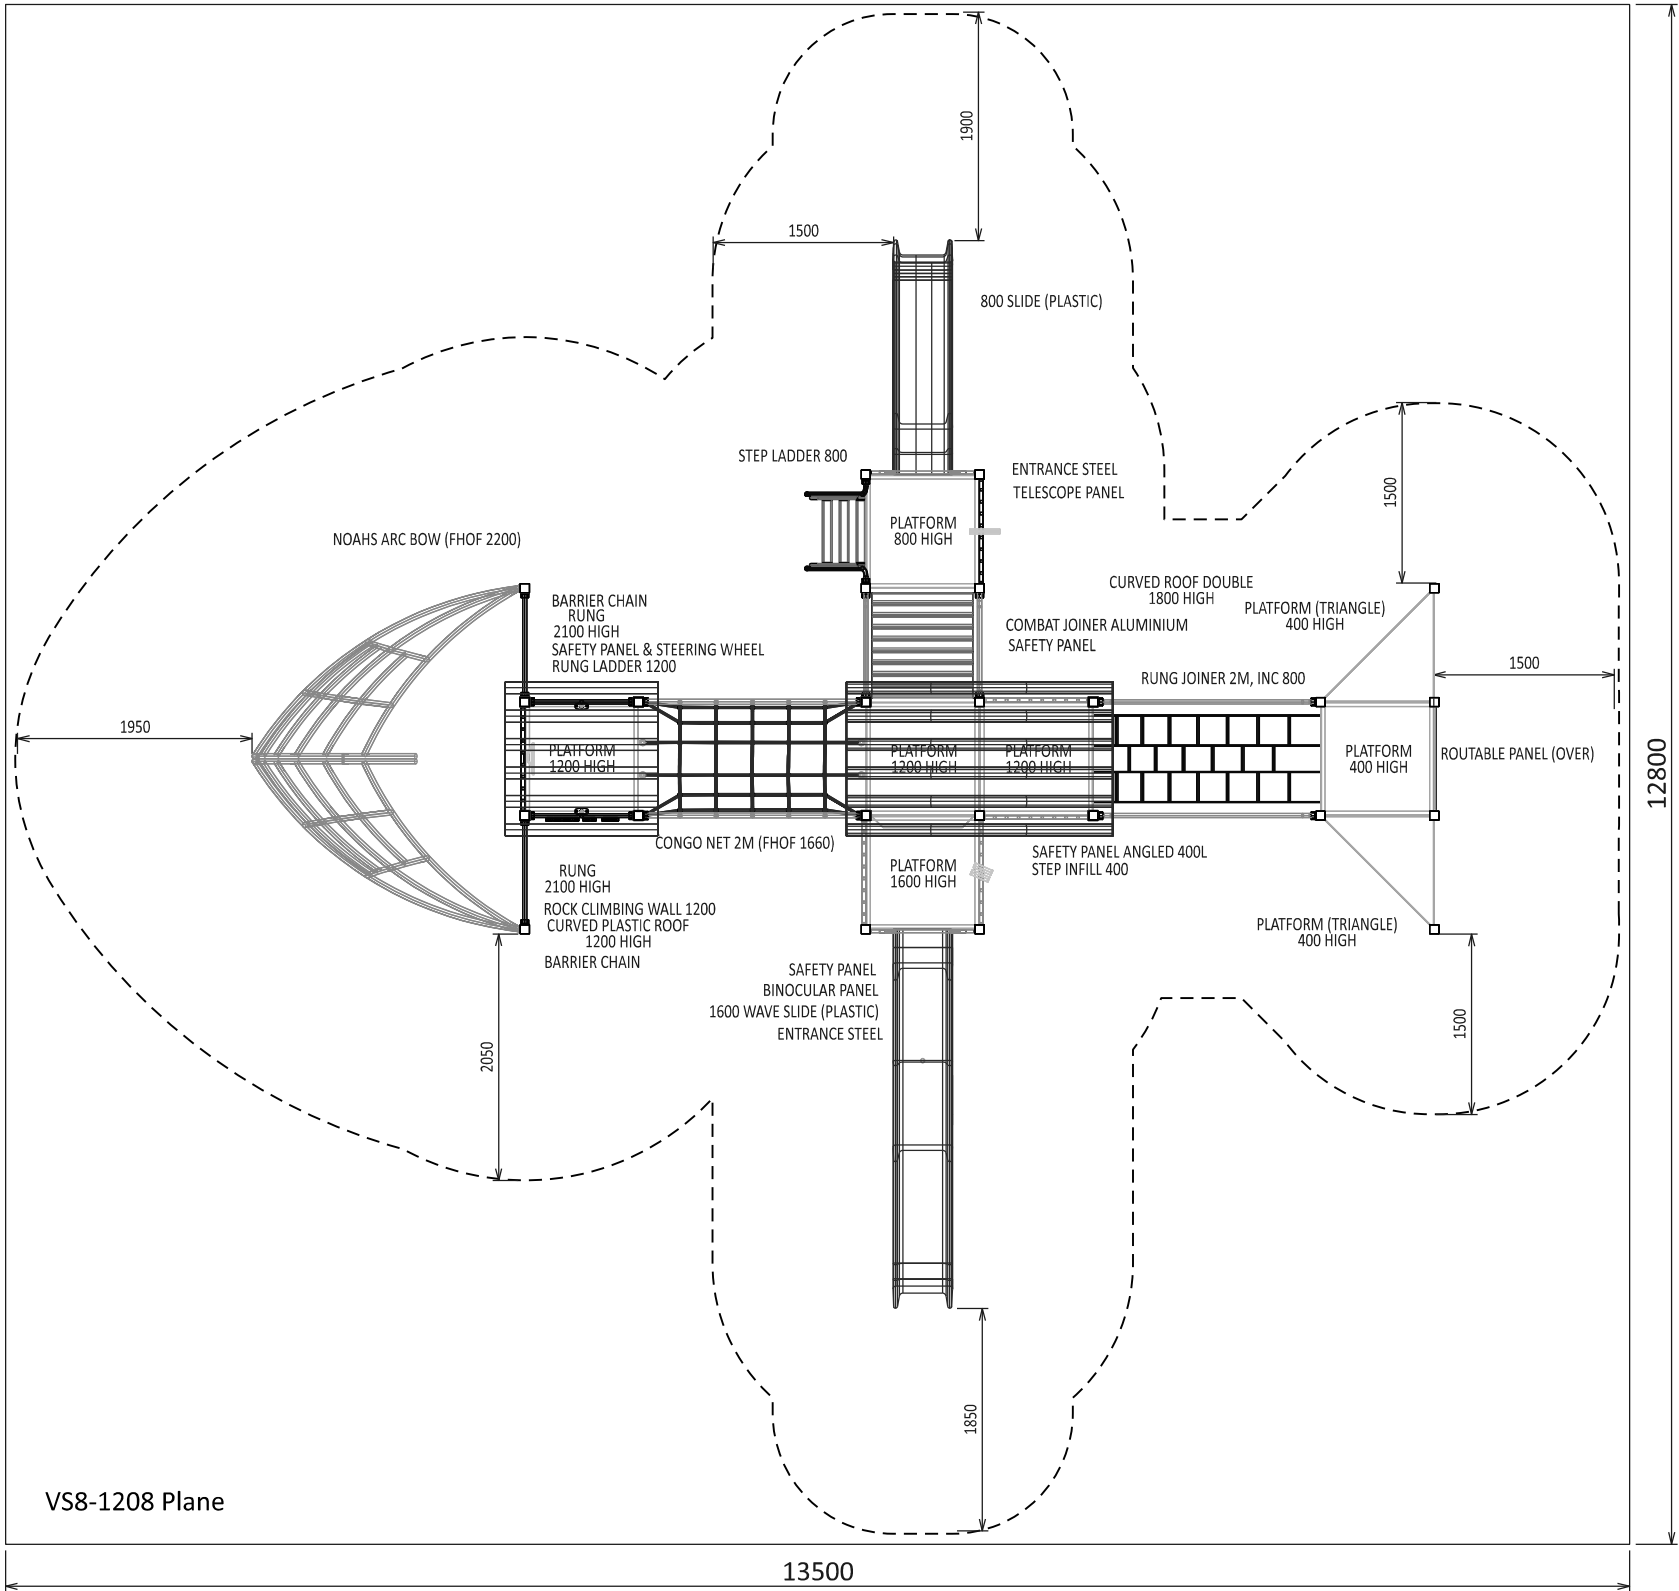 1900
1500
800 SLIDE (PLASTIC)
STEP LADDER 800
ENTRANCE STEEL
TELESCOPE PANEL
1500
PLATFORM
800 HIGH
NOAHS ARC BOW (FHOF 2200)
CURVED ROOF DOUBLE
1800 HIGH
PLATFORM (TRIANGLE)
400 HIGH
BARRIER CHAIN
RUNG
2100 HIGH
SAFETY PANEL & STEERING WHEEL
RUNG LADDER 1200
COMBAT JOINER ALUMINIUM
SAFETY PANEL
RUNG JOINER 2M, INC 800
1500
1950
PLATFORM
1200 HIGH
PLATFORM
1200 HIGH
PLATFORM
1200 HIGH
PLATFORM
400 HIGH
ROUTABLE PANEL (OVER)
12800
CONGO NET 2M (FHOF 1660)
PLATFORM
1600 HIGH
SAFETY PANEL ANGLED 400L
STEP INFILL 400
RUNG
2100 HIGH
ROCK CLIMBING WALL 1200
CURVED PLASTIC ROOF
1200 HIGH
BARRIER CHAIN
PLATFORM (TRIANGLE)
400 HIGH
SAFETY PANEL
BINOCULAR PANEL
1600 WAVE SLIDE (PLASTIC)
ENTRANCE STEEL
2050
1500
1850
VS8-1208 Plane
13500